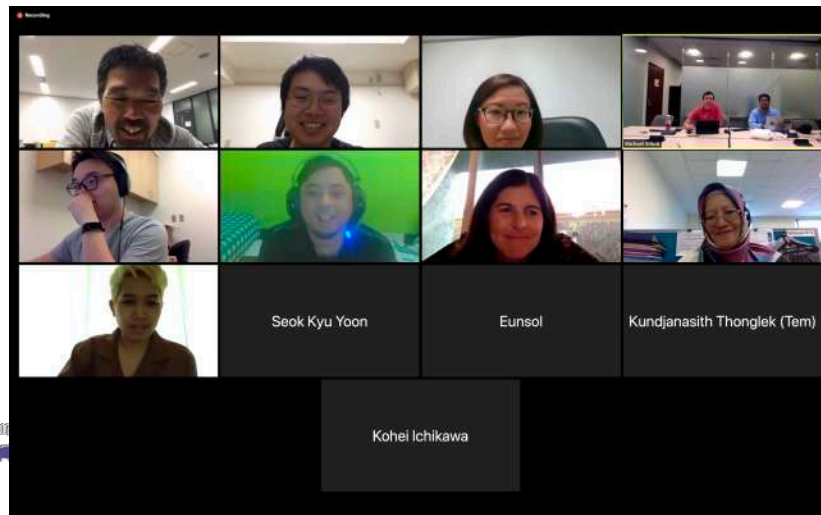 Recording
Seok Kyu Yoon
Eunsol
Kundjanasith Thonglek (Tem)
Kohei Ichikawa